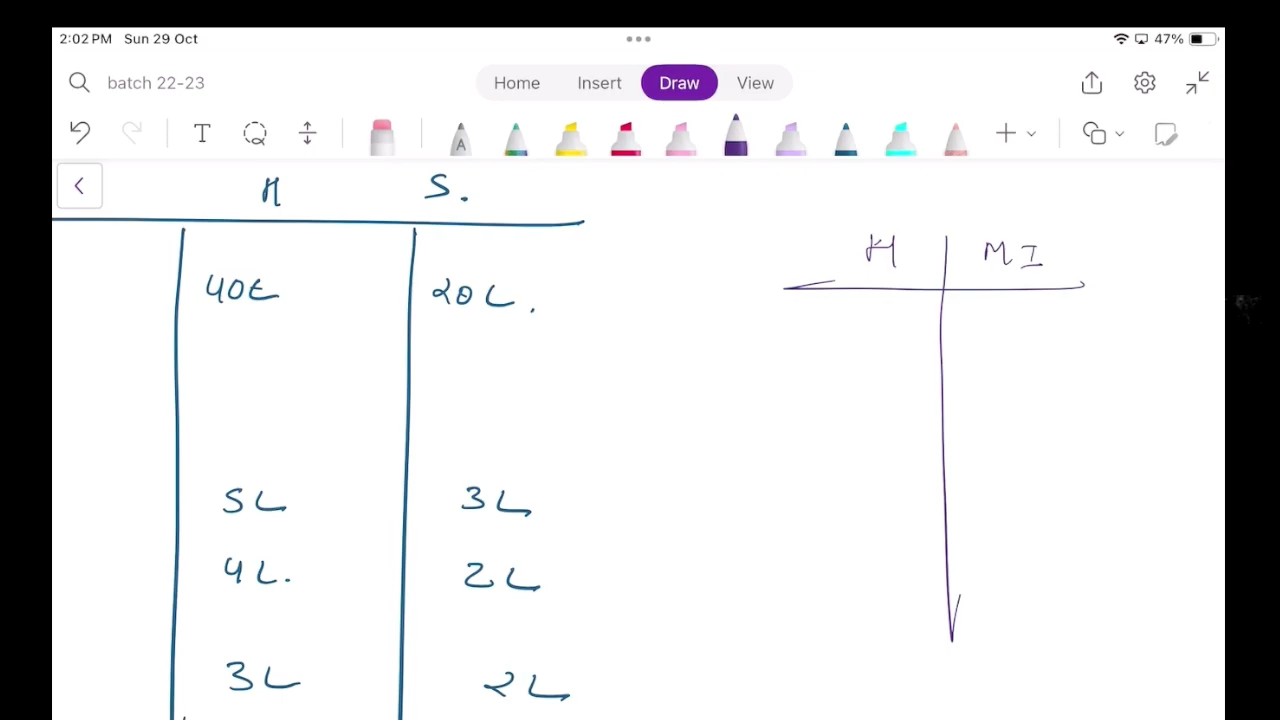 2:02 PM Sun 29 Oct 47%
batch 22-23 Home Insert Draw View
T A
H S.
H M I
40L 20L.
5L 3L
4L. 2L
3L 2L